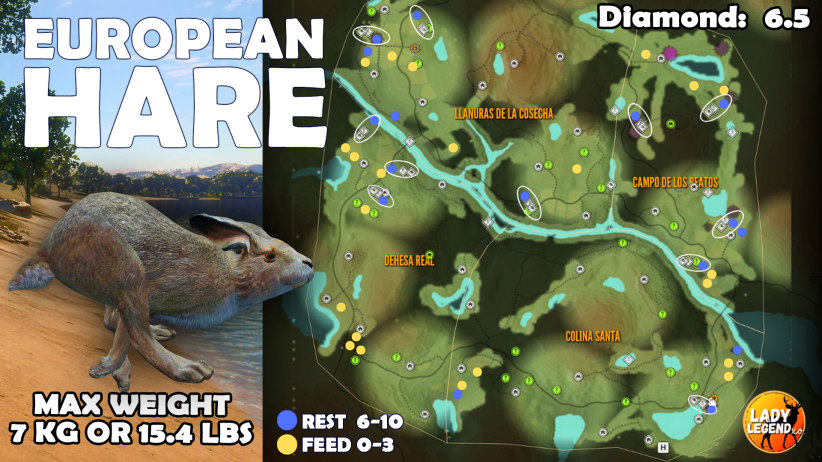 EUROPEAN
HARE
Diamond: 6.5
LLANURAS DE LA COSECHA
CAMPO DE LOS BEATOS
DEHESA REAL
COLINA SANTA
MAX WEIGHT
7 KG OR 15.4 LBS
REST 6-10
FEED 0-3
H
LADY
LEGEND